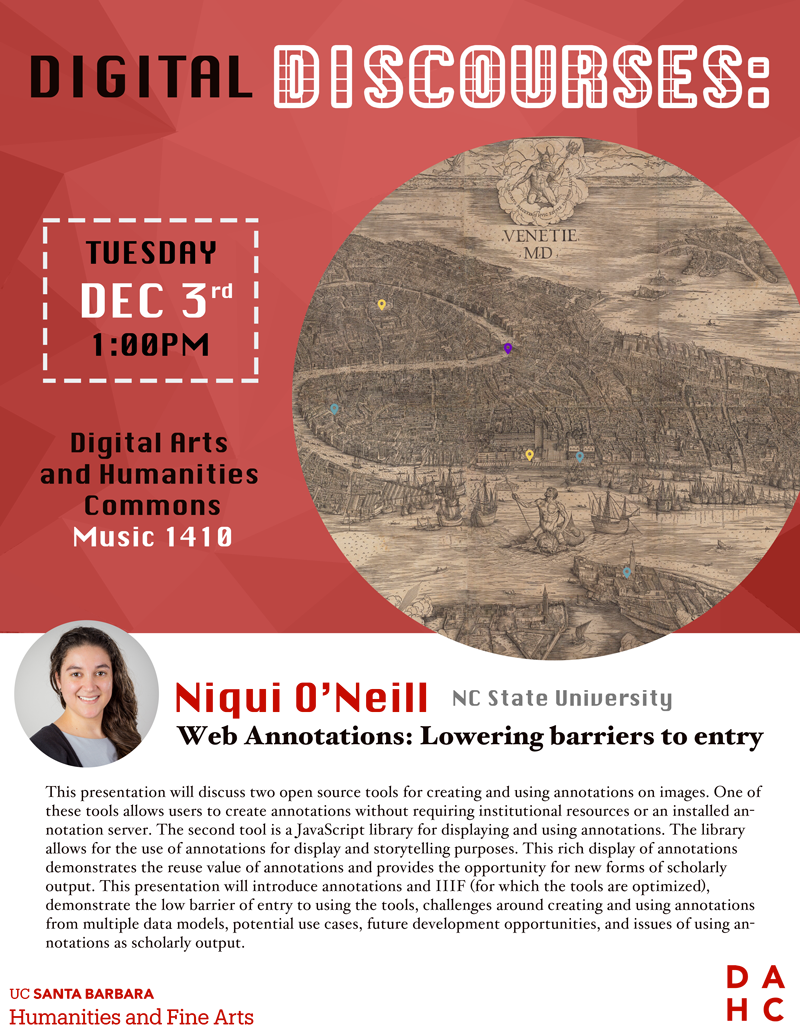 DIGITAL DISCOURSES:
VENETIE
M.D
TUESDAY
DEC 3rd
1:00PM
Digital Arts
and Humanities
Commons
Music 1410
Niqui O'Neill NC State University
Web Annotations: Lowering barriers to entry
This presentation will discuss two open source tools for creating and using annotations on images. One of
these tools allows users to create annotations without requiring institutional resources or an installed an-
notation server. The second tool is a JavaScript library for displaying and using annotations. The library
allows for the use of annotations for display and storytelling purposes. This rich display of annotations
demonstrates the reuse value of annotations and provides the opportunity for new forms of scholarly
output. This presentation will introduce annotations and IIIF (for which the tools are optimized),
demonstrate the low barrier of entry to using the tools, challenges around creating and using annotations
from multiple data models, potential use cases, future development opportunities, and issues of using an-
notations as scholarly output.
UC SANTA BARBARA
Humanities and Fine Arts
D A
H C